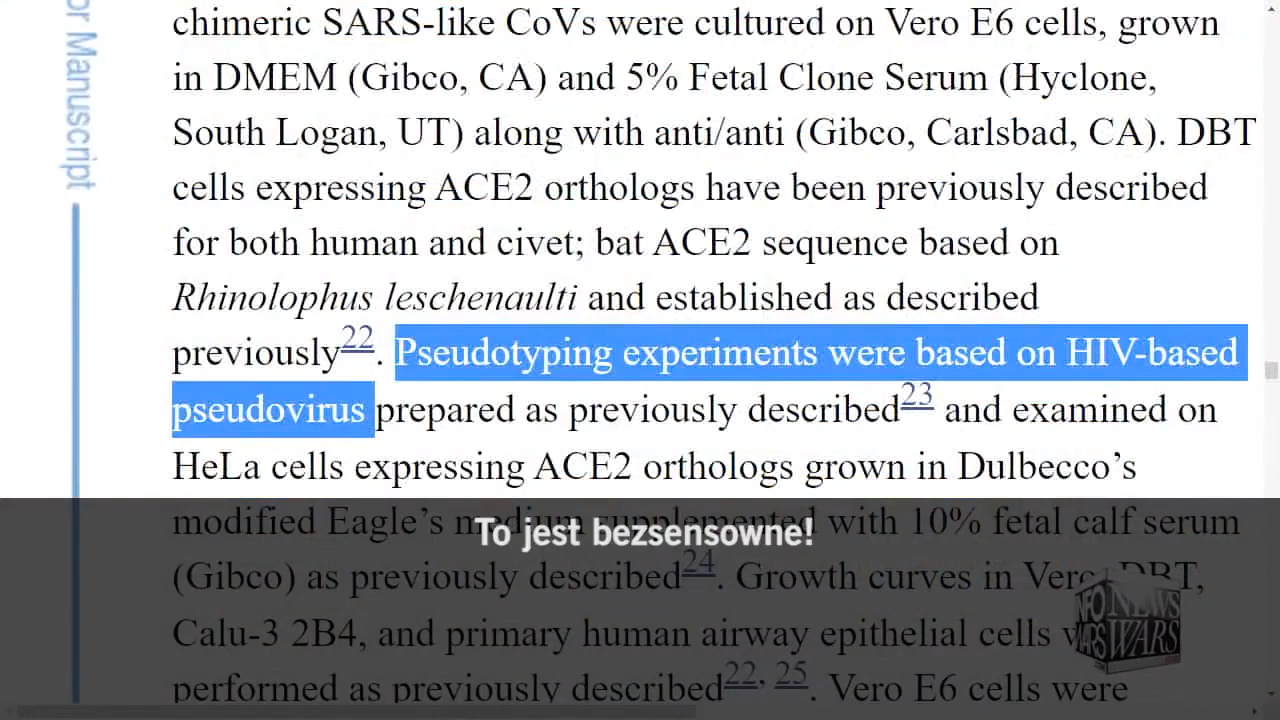 or Manuscript
chimeric SARS-like CoVs were cultured on Vero E6 cells, grown
in DMEM (Gibco, CA) and 5% Fetal Clone Serum (Hyclone,
South Logan, UT) along with anti/anti (Gibco, Carlsbad, CA). DBT
cells expressing ACE2 orthologs have been previously described
for both human and civet; bat ACE2 sequence based on
Rhinolophus leschenaulti and established as described
previously22. Pseudotyping experiments were based on HIV-based
pseudovirus prepared as previously described23 and examined on
HeLa cells expressing ACE2 orthologs grown in Dulbecco’s
modified Eagle’s medium supplemented with 10% fetal calf serum
To jest bezsensowne!
(Gibco) as previously described24. Growth curves in Vero, DBT,
Calu-3 2B4, and primary human airway epithelial cells
performed as previously described22, 25. Vero E6 cells were
NEWS
WARS